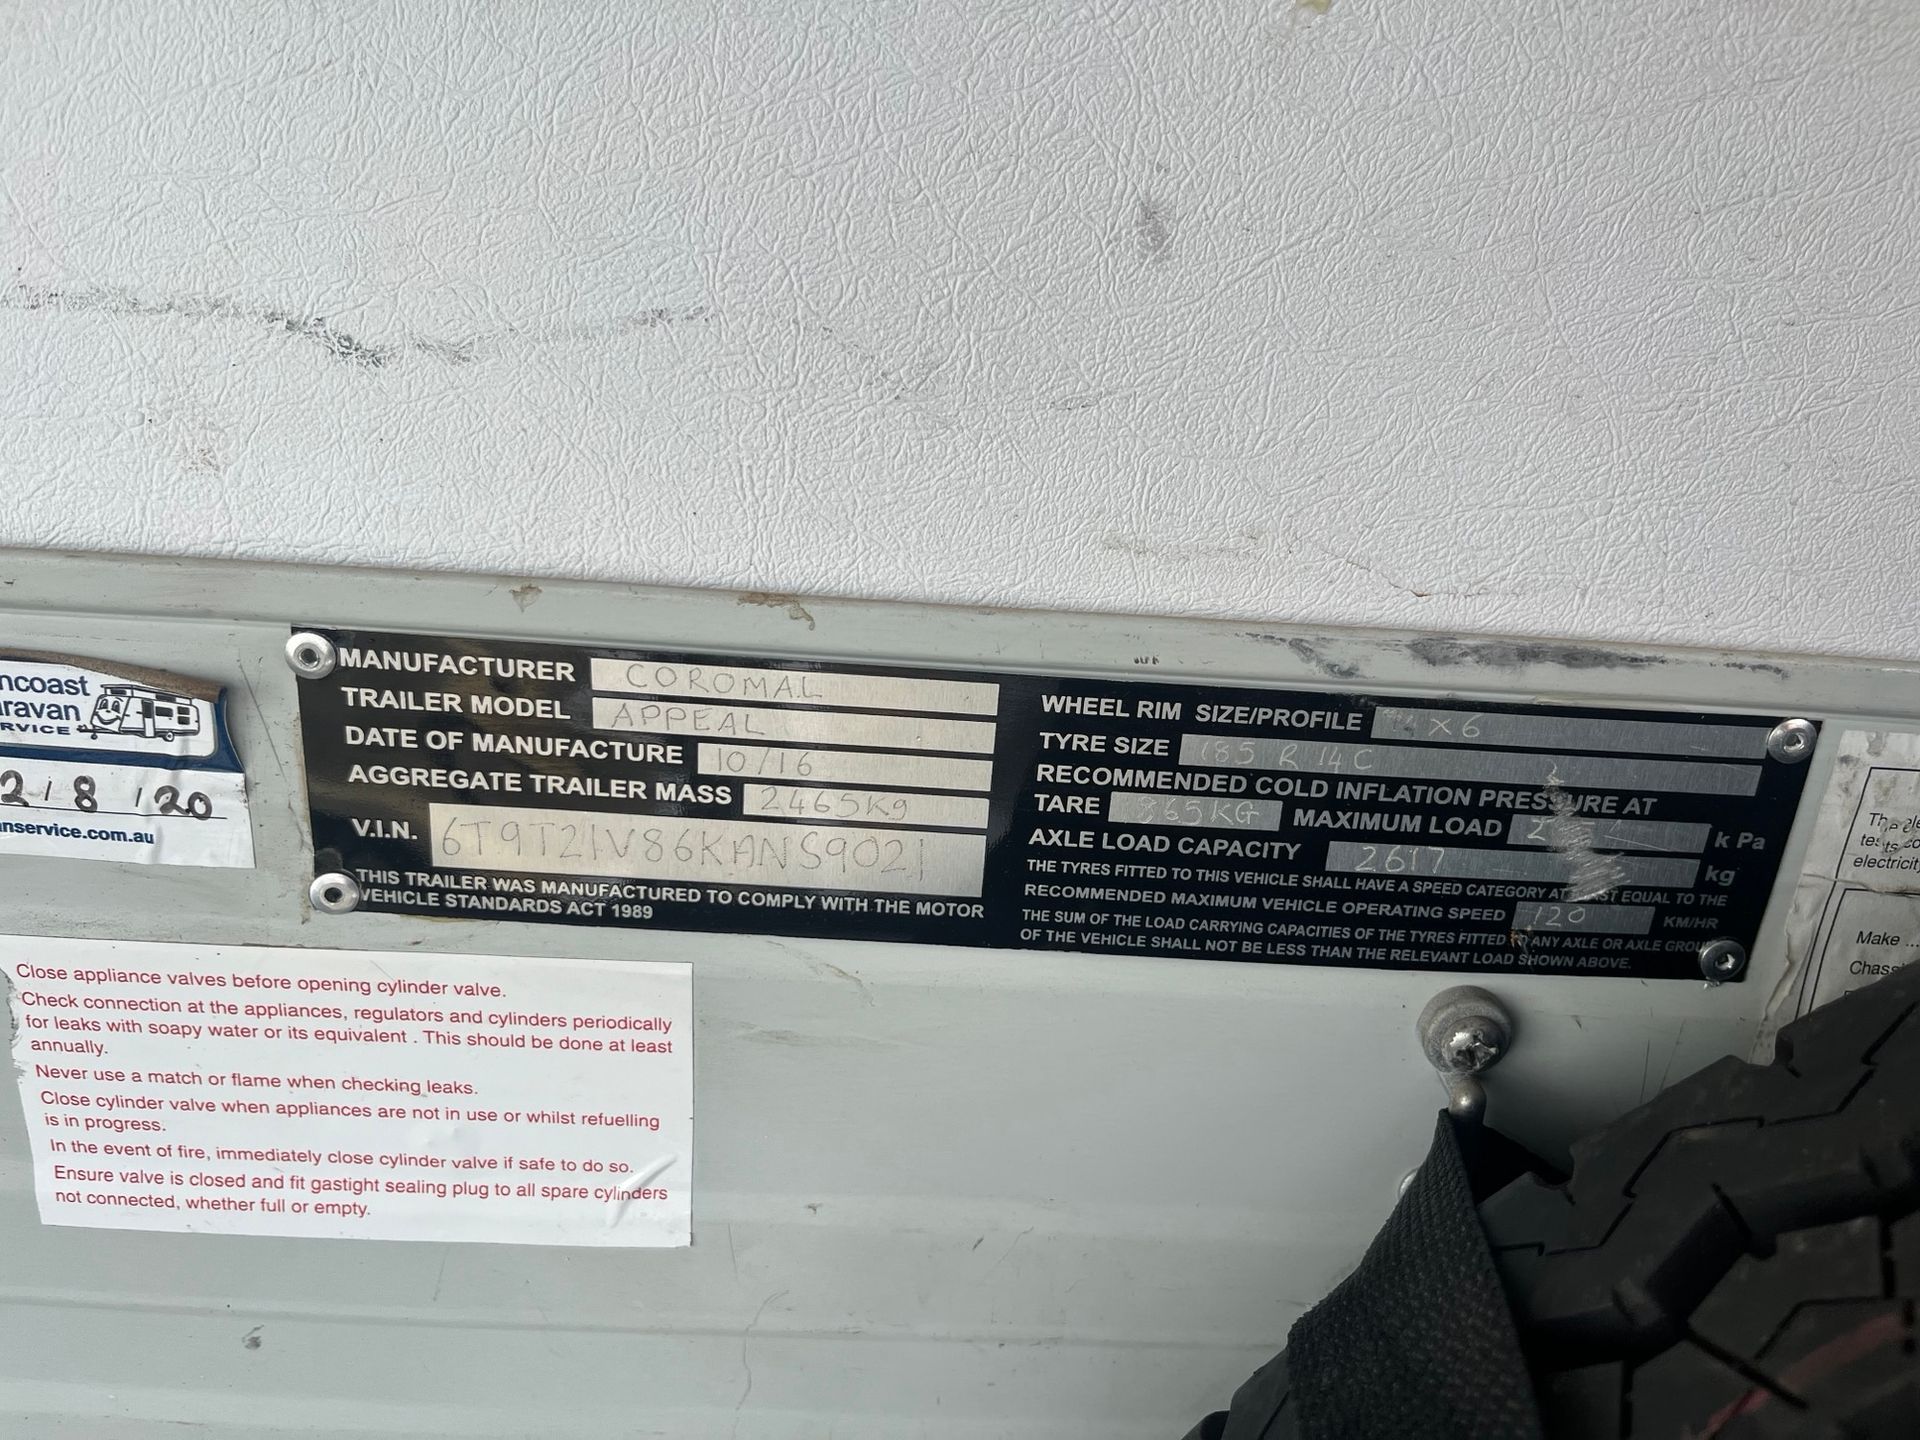 ncoast
aravan
RVICE
2 / 8 / 20
nservice.com.au
MANUFACTURER COROMAL
TRAILER MODEL APPEAL
DATE OF MANUFACTURE 10/16
AGGREGATE TRAILER MASS 2465Kg
V.I.N. 6T9T21V86KANS9021
THIS TRAILER WAS MANUFACTURED TO COMPLY WITH THE MOTOR
VEHICLE STANDARDS ACT 1989
WHEEL RIM SIZE/PROFILE 14 X 6
TYRE SIZE 185 R 14 C
RECOMMENDED COLD INFLATION PRESSURE AT
TARE 865KG MAXIMUM LOAD k Pa
AXLE LOAD CAPACITY 2617 kg
THE TYRES FITTED TO THIS VEHICLE SHALL HAVE A SPEED CATEGORY AT EQUAL TO THE
RECOMMENDED MAXIMUM VEHICLE OPERATING SPEED 120 KM/HR
THE SUM OF THE LOAD CARRYING CAPACITIES OF THE TYRES FITTED TO ANY AXLE OR AXLE GROUP
OF THE VEHICLE SHALL NOT BE LESS THAN THE RELEVANT LOAD SHOWN ABOVE.
Close appliance valves before opening cylinder valve.
Check connection at the appliances, regulators and cylinders periodically
for leaks with soapy water or its equivalent . This should be done at least
annually.
Never use a match or flame when checking leaks.
Close cylinder valve when appliances are not in use or whilst refuelling
is in progress.
In the event of fire, immediately close cylinder valve if safe to do so.
Ensure valve is closed and fit gastight sealing plug to all spare cylinders
not connected, whether full or empty.
The
electricity
Make ...
Chass